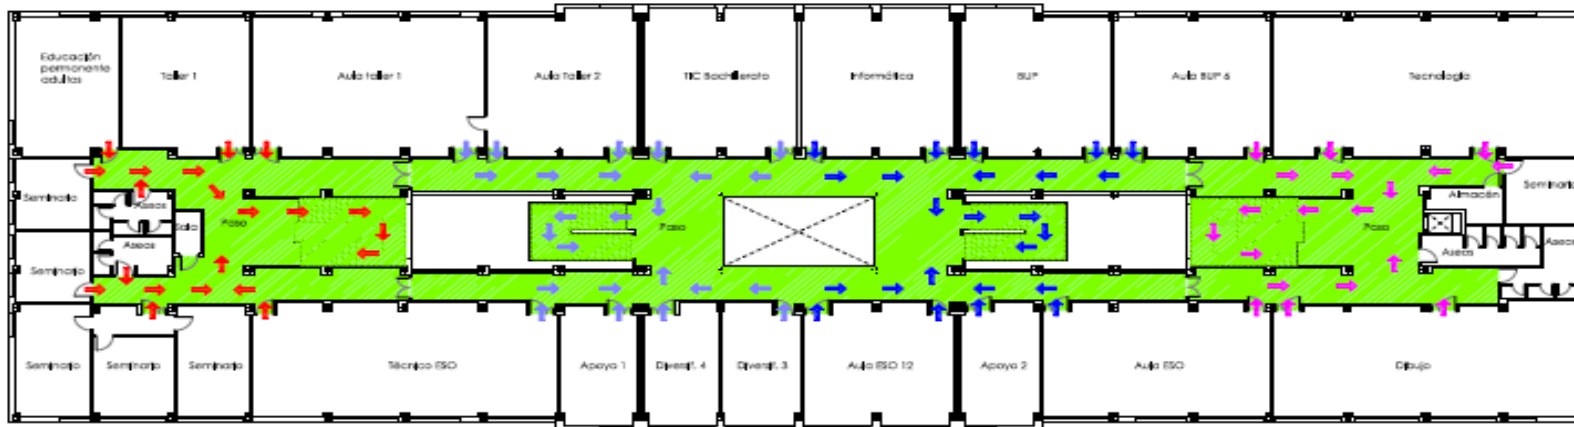 Educación
permanente
adultas
Taller 1
Aula taller 1
Aula Taller 2
TIC Bachillerato
Informática
BUP
Aula BUP 6
Tecnología
Seminario
Aseos
Sala
Paso
Paso
Paso
Almacén
Seminario
Aseos
Seminario
Aseos
Aseos
Seminario
Seminario
Seminario
Técnico ESO
Apoyo 1
Diversif. 4
Diversif. 3
Aula ESO 12
Apoyo 2
Aula ESO
Dibujo